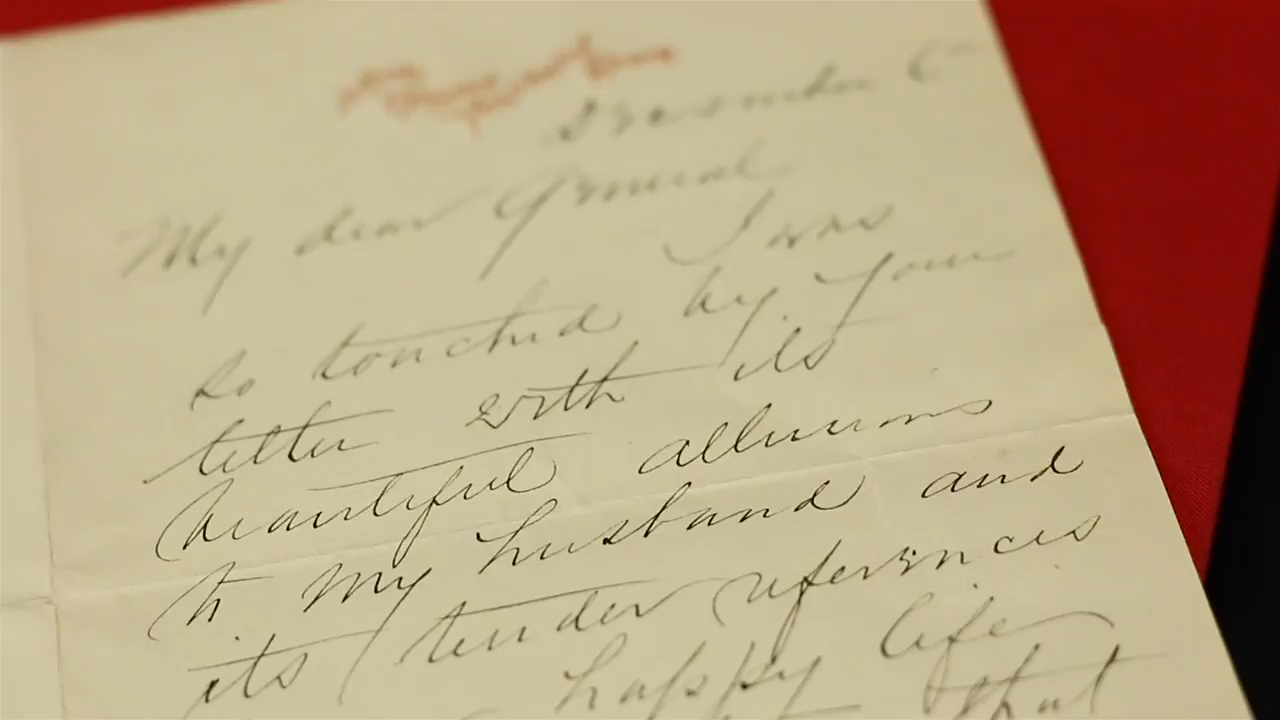 December 6
My dear General
I was
so touched by your
letter with its
beautiful allusions
to my husband and
its tender references
happy life
that